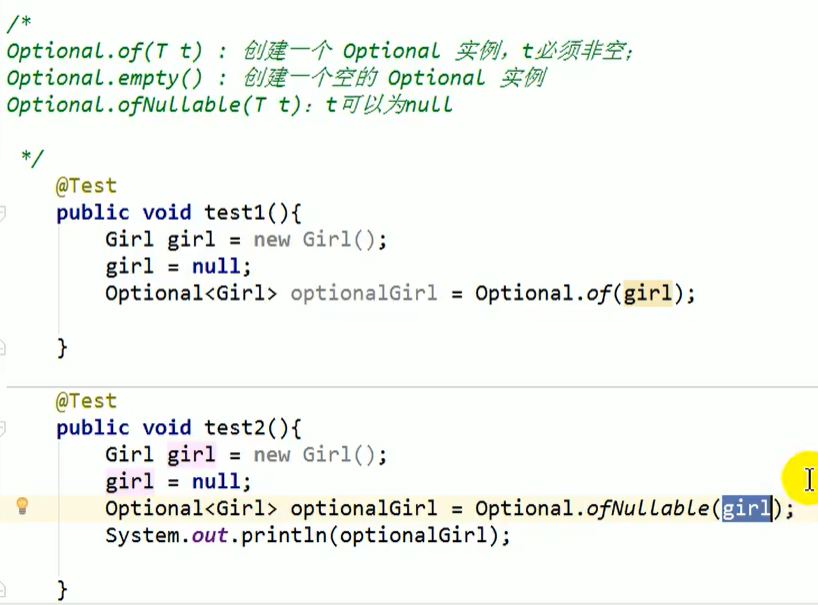 /*
Optional.of(T t) : 创建一个 Optional 实例，t必须非空；
Optional.empty() : 创建一个空的 Optional 实例
Optional.ofNullable(T t)：t可以为null
*/
@Test
public void test1(){
Girl girl = new Girl();
girl = null;
Optional<Girl> optionalGirl = Optional.of(girl);
}
@Test
public void test2(){
Girl girl = new Girl();
girl = null;
Optional<Girl> optionalGirl = Optional.ofNullable(girl);
System.out.println(optionalGirl);
}